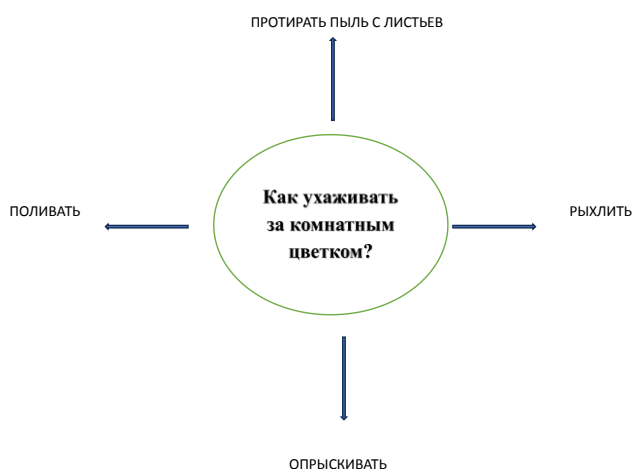 ПРОТИРАТЬ ПЫЛЬ С ЛИСТЬЕВ
Как ухаживать
за комнатным
цветком?
ПОЛИВАТЬ
РЫХЛИТЬ
ОПРЫСКИВАТЬ